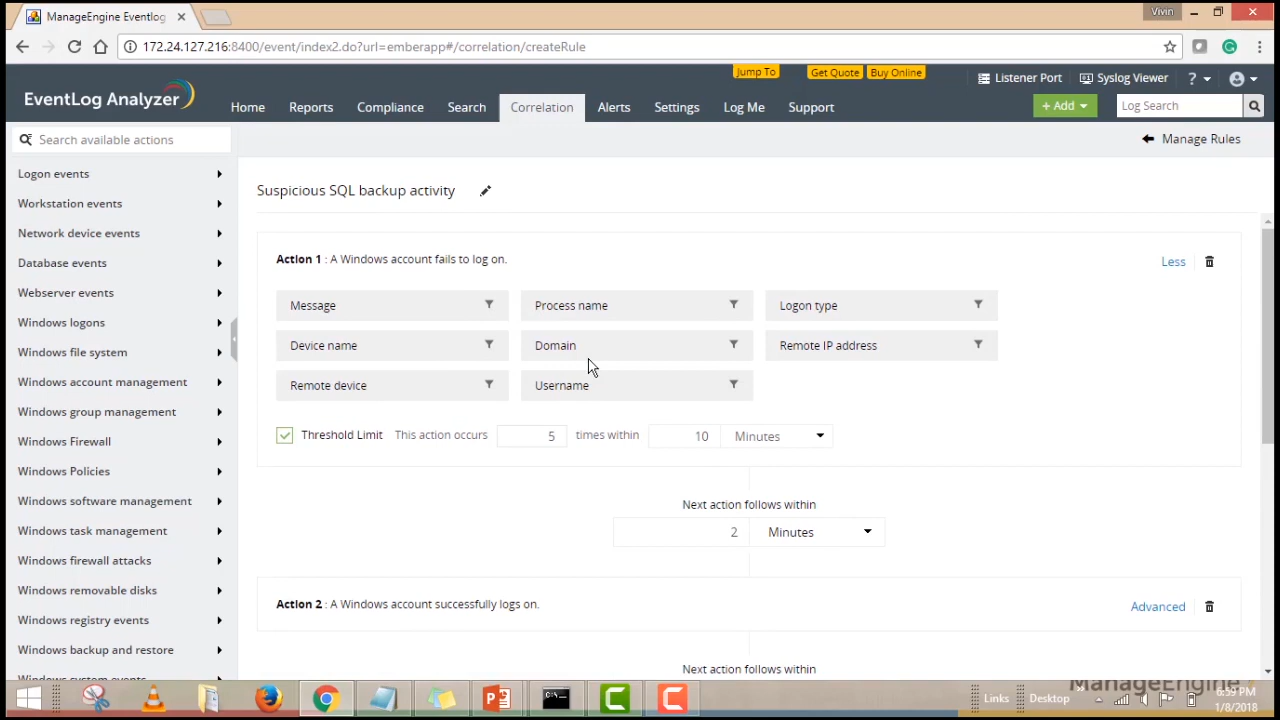 ManageEngine Eventlog
Vivin
172.24.127.216:8400/event/index2.do?url=emberapp#/correlation/createRule
Jump To
Get Quote
Buy Online
Listener Port
Syslog Viewer
?
EventLog Analyzer
Home
Reports
Compliance
Search
Correlation
Alerts
Settings
Log Me
Support
+ Add
Log Search
Search available actions
Manage Rules
Logon events
Workstation events
Network device events
Database events
Webserver events
Windows logons
Windows file system
Windows account management
Windows group management
Windows Firewall
Windows Policies
Windows software management
Windows task management
Windows firewall attacks
Windows removable disks
Windows registry events
Windows backup and restore
Windows system events
Suspicious SQL backup activity
Action 1 : A Windows account fails to log on.
Less
Message
Process name
Logon type
Device name
Domain
Remote IP address
Remote device
Username
Threshold Limit This action occurs 5 times within 10 Minutes
Next action follows within
2 Minutes
Action 2 : A Windows account successfully logs on.
Advanced
Next action follows within
ManageEngine
Links
Desktop
6:59 PM
1/8/2018